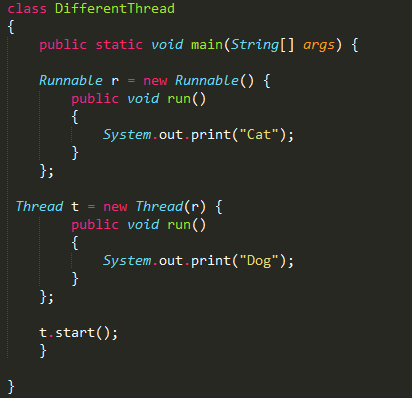 class DifferentThread
{
    public static void main(String[] args) {

    Runnable r = new Runnable() {
        public void run()
        {
            System.out.print("Cat");
        }
    };

 Thread t = new Thread(r) {
        public void run()
        {
            System.out.print("Dog");
        }
    };

    t.start();
    }

}